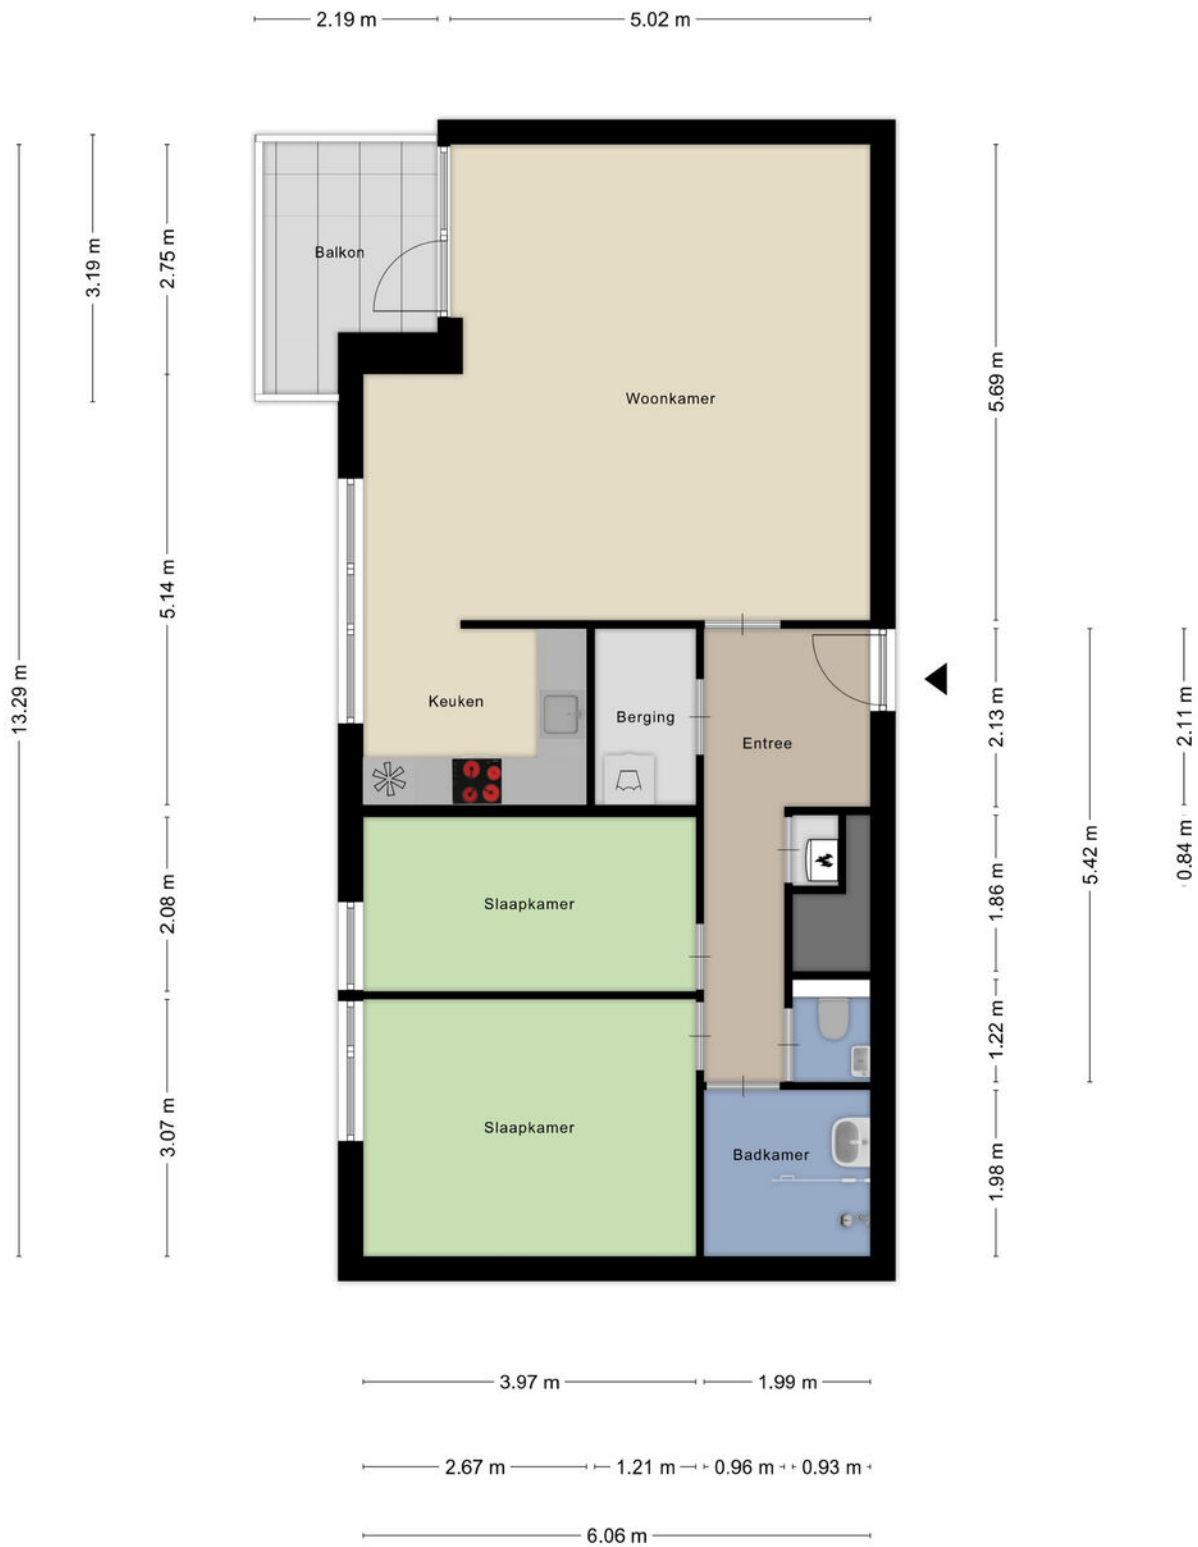 2.19 m
5.02 m
Balkon
3.19 m
2.75 m
Woonkamer
5.69 m
5.14 m
13.29 m
Keuken
Berging
Entree
2.13 m
2.11 m
5.42 m
0.84 m
Slaapkamer
2.08 m
1.86 m
1.22 m
Slaapkamer
3.07 m
Badkamer
1.98 m
3.97 m
1.99 m
2.67 m
1.21 m
0.96 m
0.93 m
6.06 m